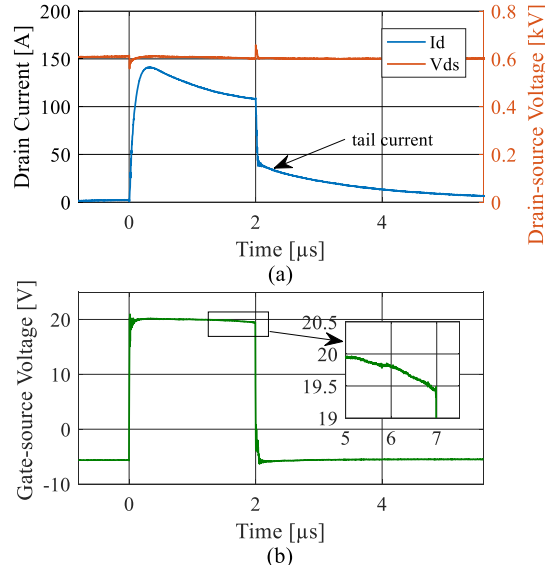 Drain Current [A]
200
150
100
50
0
Id
Vds
tail current
0.8
0.6
0.4
0.2
0
Drain-source Voltage [kV]
0
2
4
Time [µs]
(a)
Gate-source Voltage [V]
20
10
0
-10
20.5
20
19.5
19
5
6
7
0
2
4
Time [µs]
(b)